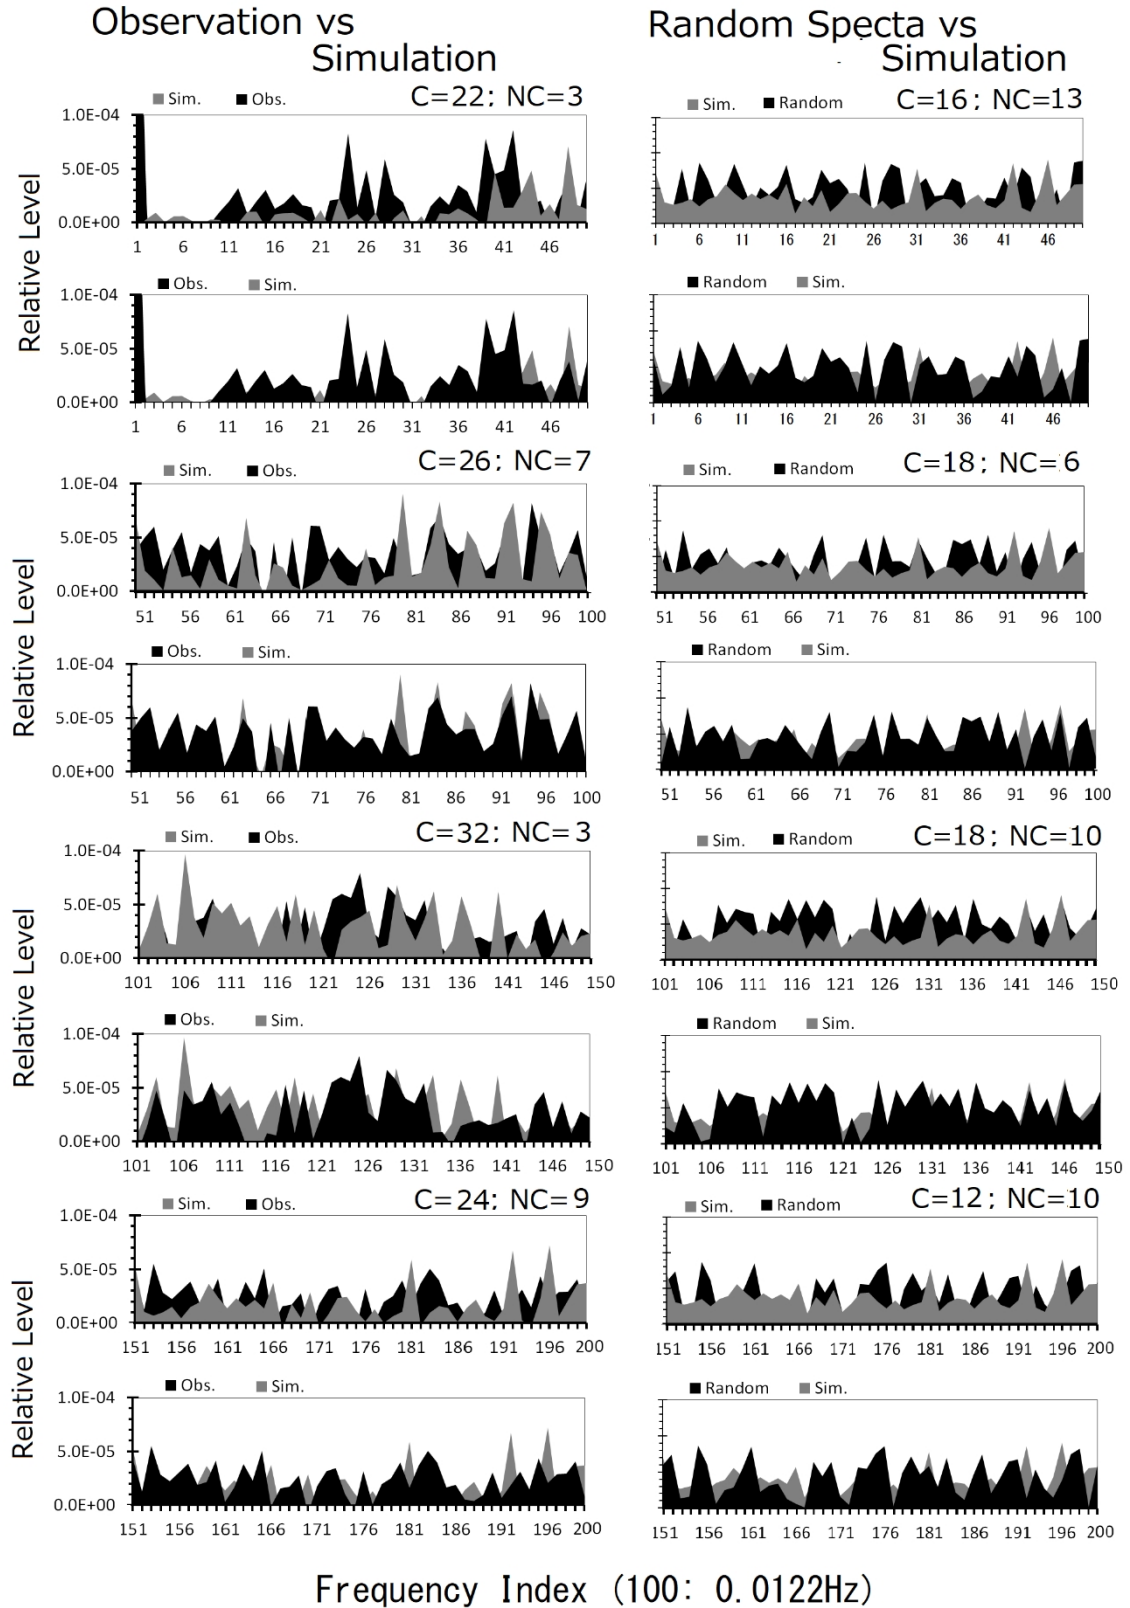 Observation vs
Simulation
Random Specta vs
Simulation
Sim. Obs. C=22; NC=3
1.0E-04
5.0E-05
0.0E+00
1 6 11 16 21 26 31 36 41 46
Relative Level
Obs. Sim.
1.0E-04
5.0E-05
0.0E+00
1 6 11 16 21 26 31 36 41 46
Sim. Random C=16; NC=13
1 6 11 16 21 26 31 36 41 46
Random Sim.
1 6 11 16 21 26 31 36 41 46
Sim. Obs. C=26; NC=7
1.0E-04
5.0E-05
0.0E+00
51 56 61 66 71 76 81 86 91 96 100
Relative Level
Obs. Sim.
1.0E-04
5.0E-05
0.0E+00
51 56 61 66 71 76 81 86 91 96 100
Sim. Random C=18; NC=6
51 56 61 66 71 76 81 86 91 96 100
Random Sim.
51 56 61 66 71 76 81 86 91 96 100
Sim. Obs. C=32; NC=3
1.0E-04
5.0E-05
0.0E+00
101 106 111 116 121 126 131 136 141 146 150
Relative Level
Obs. Sim.
1.0E-04
5.0E-05
0.0E+00
101 106 111 116 121 126 131 136 141 146 150
Sim. Random C=18; NC=10
101 106 111 116 121 126 131 136 141 146 150
Random Sim.
101 106 111 116 121 126 131 136 141 146 150
Sim. Obs. C=24; NC=9
1.0E-04
5.0E-05
0.0E+00
151 156 161 166 171 176 181 186 191 196 200
Relative Level
Obs. Sim.
1.0E-04
5.0E-05
0.0E+00
151 156 161 166 171 176 181 186 191 196 200
Sim. Random C=12; NC=10
151 156 161 166 171 176 181 186 191 196 200
Random Sim.
151 156 161 166 171 176 181 186 191 196 200
Frequency Index (100: 0.0122Hz)